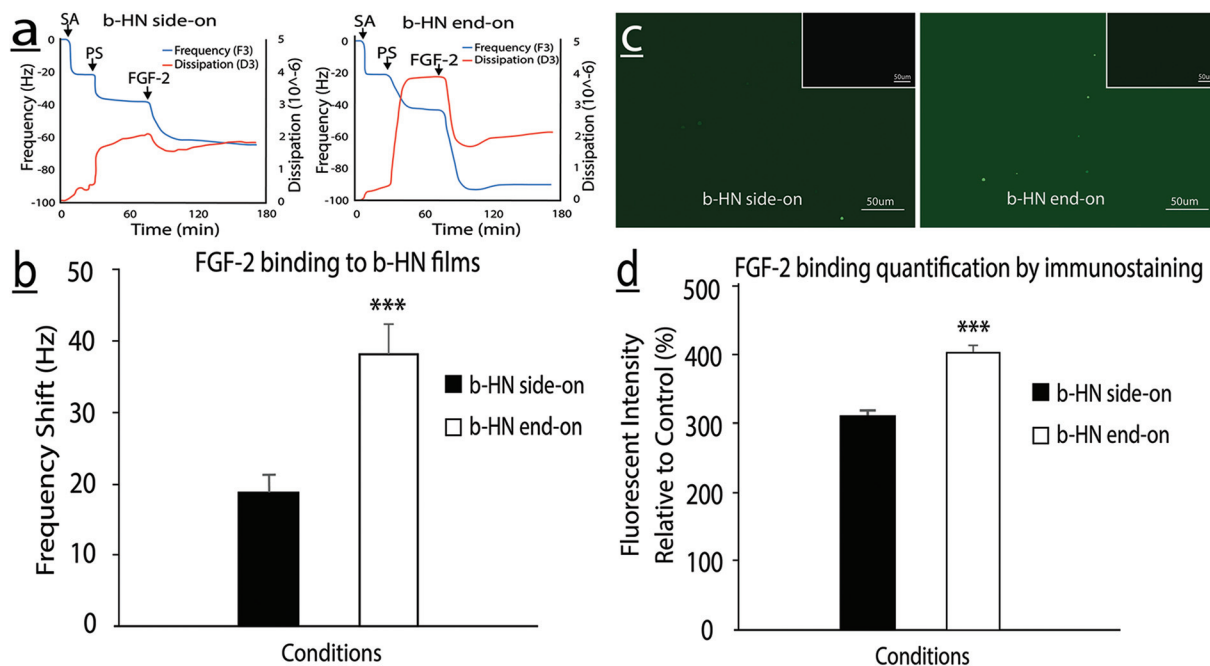 a
b-HN side-on
SA
PS
FGF-2
Frequency (F3)
Dissipation (D3)
Frequency (Hz)
0
-20
-40
-60
-80
-100
5
4
3
2
1
0
Dissipation (10^-6)
0
60
120
180
Time (min)
b-HN end-on
SA
PS
FGF-2
Frequency (F3)
Dissipation (D3)
Frequency (Hz)
0
-20
-40
-60
-80
-100
5
4
3
2
1
0
Dissipation (10^-6)
0
60
120
180
Time (min)
c
50um
b-HN side-on
50um
50um
b-HN end-on
50um
b
FGF-2 binding to b-HN films
Frequency Shift (Hz)
50
40
30
20
10
0
***
b-HN side-on
b-HN end-on
Conditions
d
FGF-2 binding quantification by immunostaining
Fluorescent Intensity
Relative to Control (%)
500
400
300
200
100
0
***
b-HN side-on
b-HN end-on
Conditions